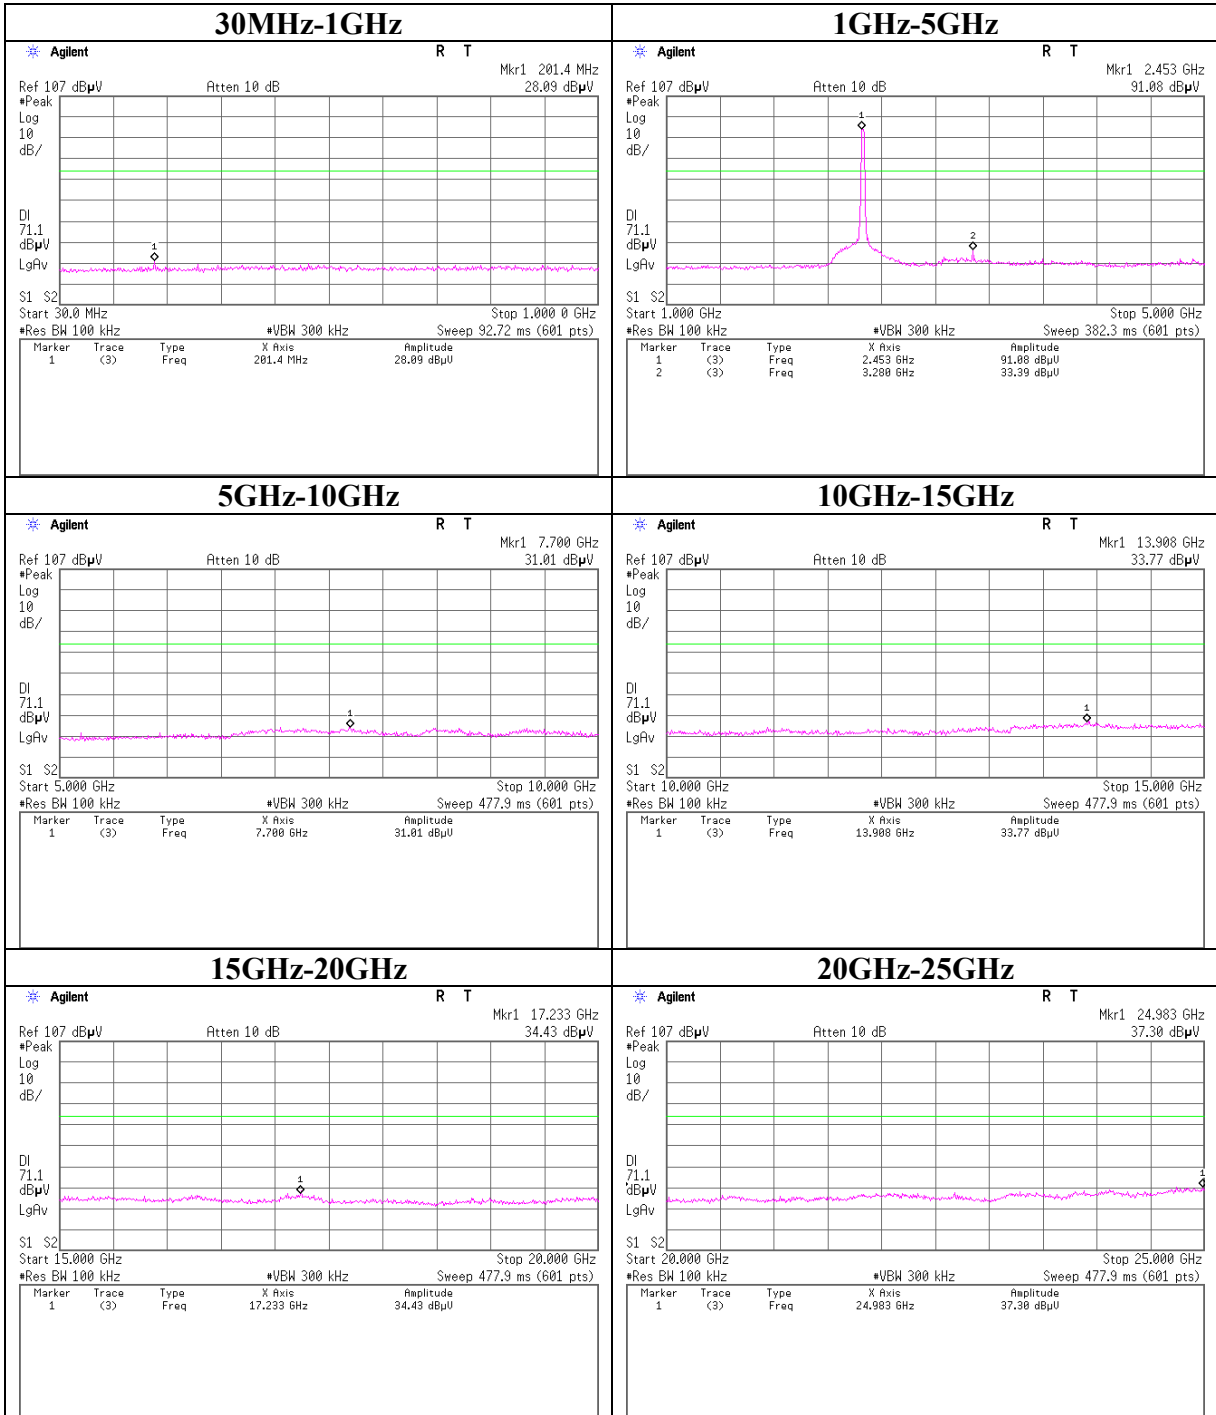 30MHz-1GHz
Agilent R T
Mkr1 201.4 MHz
Ref 107 dBµV Atten 10 dB 28.09 dBµV
#Peak
Log
10
dB/
1
DI
71.1
dBµV
LgAv
S1 S2
Start 30.0 MHz Stop 1.000 0 GHz
#Res BW 100 kHz #VBW 300 kHz Sweep 92.72 ms (601 pts)
Marker Trace Type X Axis Amplitude
1 (3) Freq 201.4 MHz 28.09 dBµV
1GHz-5GHz
Agilent R T
Mkr1 2.453 GHz
Ref 107 dBµV Atten 10 dB 91.08 dBµV
#Peak
Log
10
dB/
1
2
DI
71.1
dBµV
LgAv
S1 S2
Start 1.000 GHz Stop 5.000 GHz
#Res BW 100 kHz #VBW 300 kHz Sweep 382.3 ms (601 pts)
Marker Trace Type X Axis Amplitude
1 (3) Freq 2.453 GHz 91.08 dBµV
2 (3) Freq 3.280 GHz 33.39 dBµV
5GHz-10GHz
Agilent R T
Mkr1 7.700 GHz
Ref 107 dBµV Atten 10 dB 31.01 dBµV
#Peak
Log
10
dB/
1
DI
71.1
dBµV
LgAv
S1 S2
Start 5.000 GHz Stop 10.000 GHz
#Res BW 100 kHz #VBW 300 kHz Sweep 477.9 ms (601 pts)
Marker Trace Type X Axis Amplitude
1 (3) Freq 7.700 GHz 31.01 dBµV
10GHz-15GHz
Agilent R T
Mkr1 13.908 GHz
Ref 107 dBµV Atten 10 dB 33.77 dBµV
#Peak
Log
10
dB/
1
DI
71.1
dBµV
LgAv
S1 S2
Start 10.000 GHz Stop 15.000 GHz
#Res BW 100 kHz #VBW 300 kHz Sweep 477.9 ms (601 pts)
Marker Trace Type X Axis Amplitude
1 (3) Freq 13.908 GHz 33.77 dBµV
15GHz-20GHz
Agilent R T
Mkr1 17.233 GHz
Ref 107 dBµV Atten 10 dB 34.43 dBµV
#Peak
Log
10
dB/
1
DI
71.1
dBµV
LgAv
S1 S2
Start 15.000 GHz Stop 20.000 GHz
#Res BW 100 kHz #VBW 300 kHz Sweep 477.9 ms (601 pts)
Marker Trace Type X Axis Amplitude
1 (3) Freq 17.233 GHz 34.43 dBµV
20GHz-25GHz
Agilent R T
Mkr1 24.983 GHz
Ref 107 dBµV Atten 10 dB 37.30 dBµV
#Peak
Log
10
dB/
1
DI
71.1
dBµV
LgAv
S1 S2
Start 20.000 GHz Stop 25.000 GHz
#Res BW 100 kHz #VBW 300 kHz Sweep 477.9 ms (601 pts)
Marker Trace Type X Axis Amplitude
1 (3) Freq 24.983 GHz 37.30 dBµV